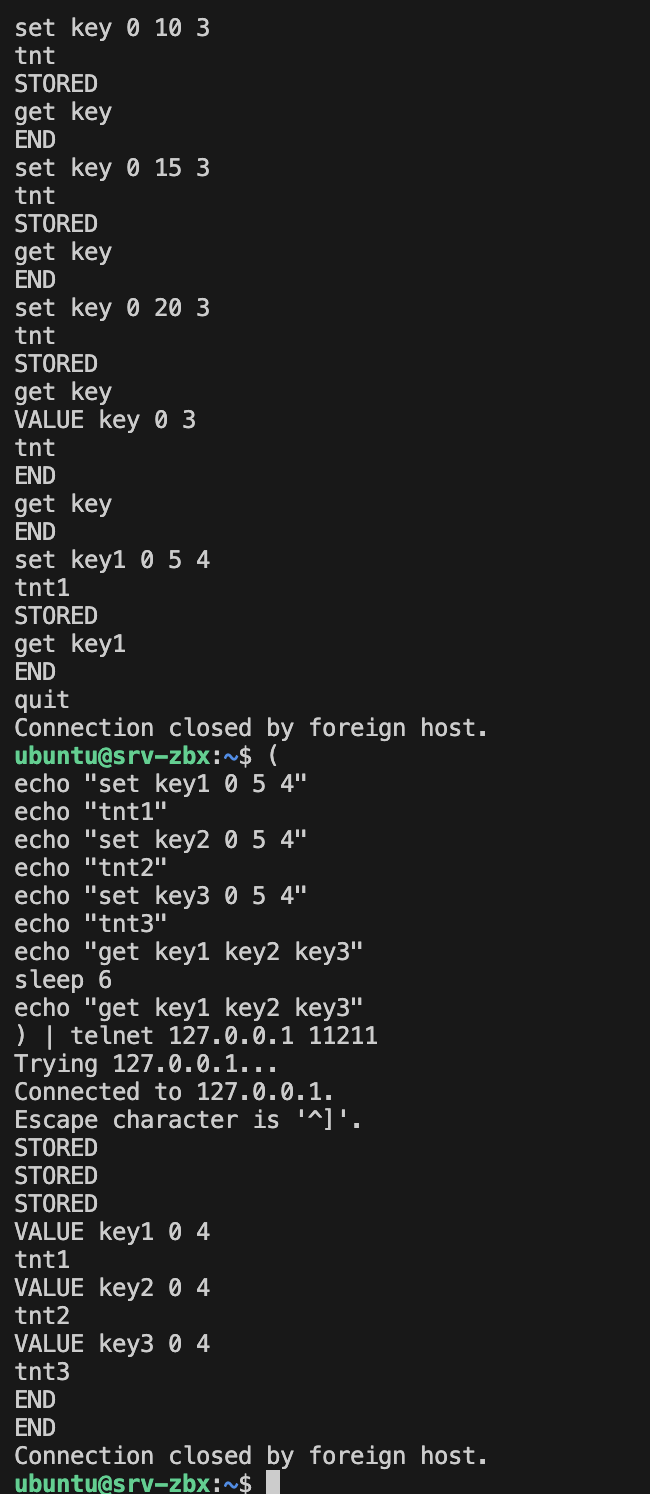 set key 0 10 3
tnt
STORED
get key
END
set key 0 15 3
tnt
STORED
get key
END
set key 0 20 3
tnt
STORED
get key
VALUE key 0 3
tnt
END
get key
END
set key1 0 5 4
tnt1
STORED
get key1
END
quit
Connection closed by foreign host.
ubuntu@srv-zbx:~$ (
echo "set key1 0 5 4"
echo "tnt1"
echo "set key2 0 5 4"
echo "tnt2"
echo "set key3 0 5 4"
echo "tnt3"
echo "get key1 key2 key3"
sleep 6
echo "get key1 key2 key3"
) | telnet 127.0.0.1 11211
Trying 127.0.0.1...
Connected to 127.0.0.1.
Escape character is '^]'.
STORED
STORED
STORED
VALUE key1 0 4
tnt1
VALUE key2 0 4
tnt2
VALUE key3 0 4
tnt3
END
END
Connection closed by foreign host.
ubuntu@srv-zbx:~$